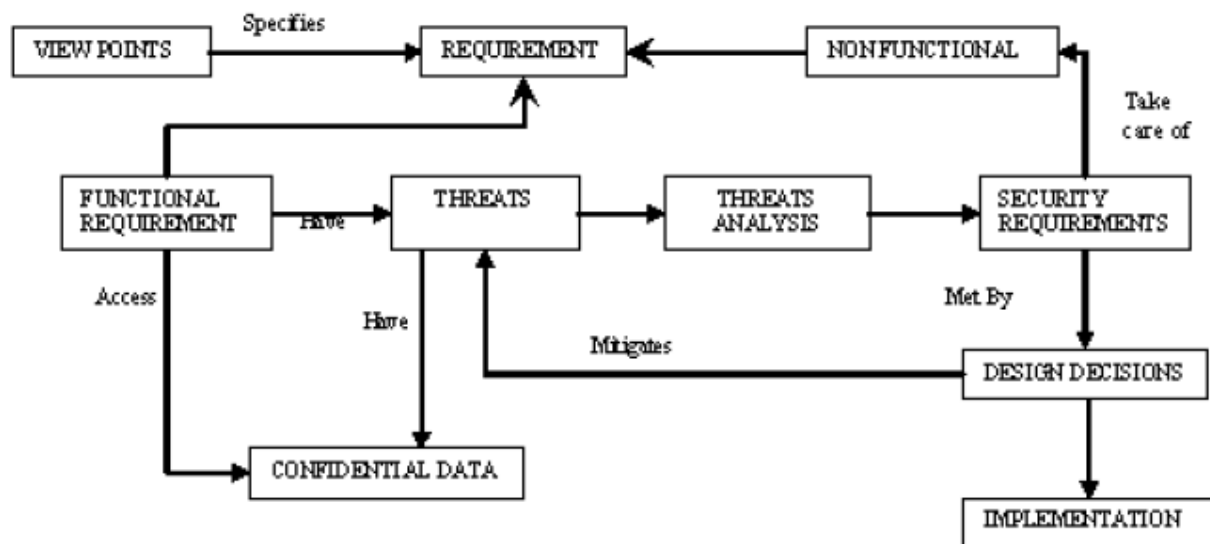 Specifies
VIEW POINTS
REQUIREMENT
NONFUNCTIONAL
Take
care of
FUNCTIONAL
REQUIREMENT
Have
THREATS
THREATS
ANALYSIS
SECURITY
REQUIREMENTS
Access
Have
Met By
Mitigates
DESIGN DECISIONS
CONFIDENTIAL DATA
IMPLEMENTATION